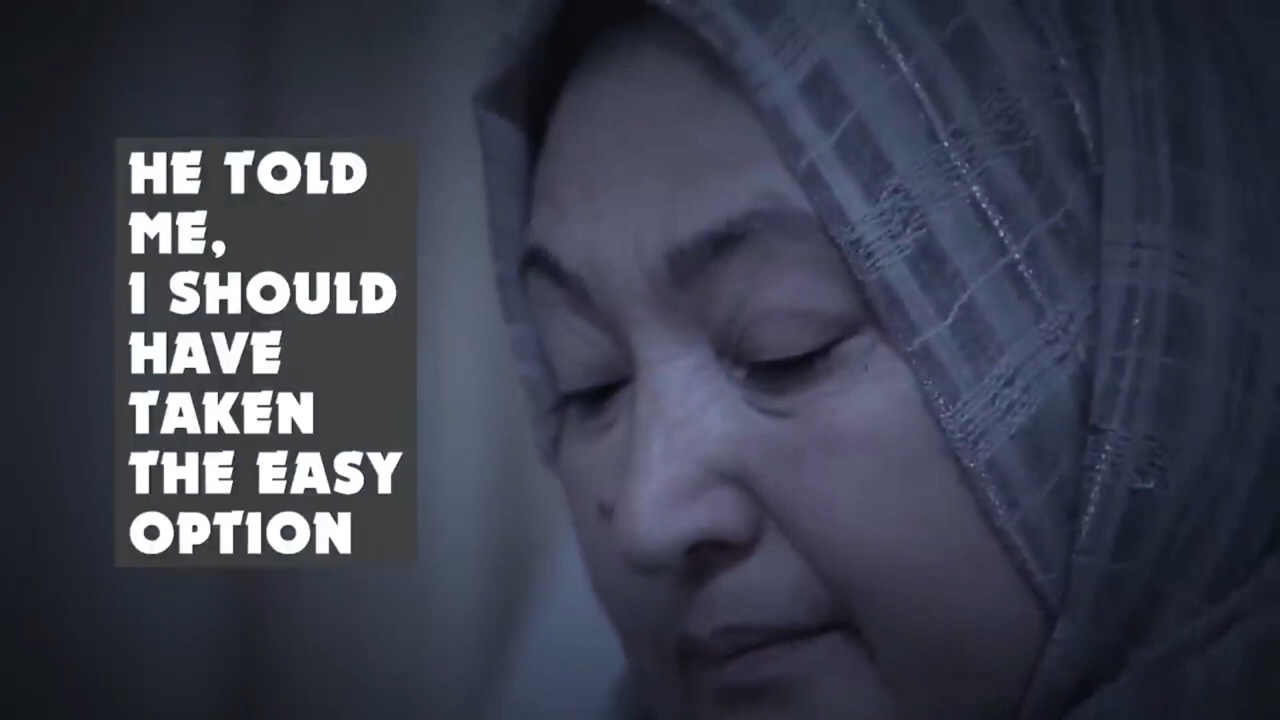 HE TOLD
ME,
I SHOULD
HAVE
TAKEN
THE EASY
OPTION